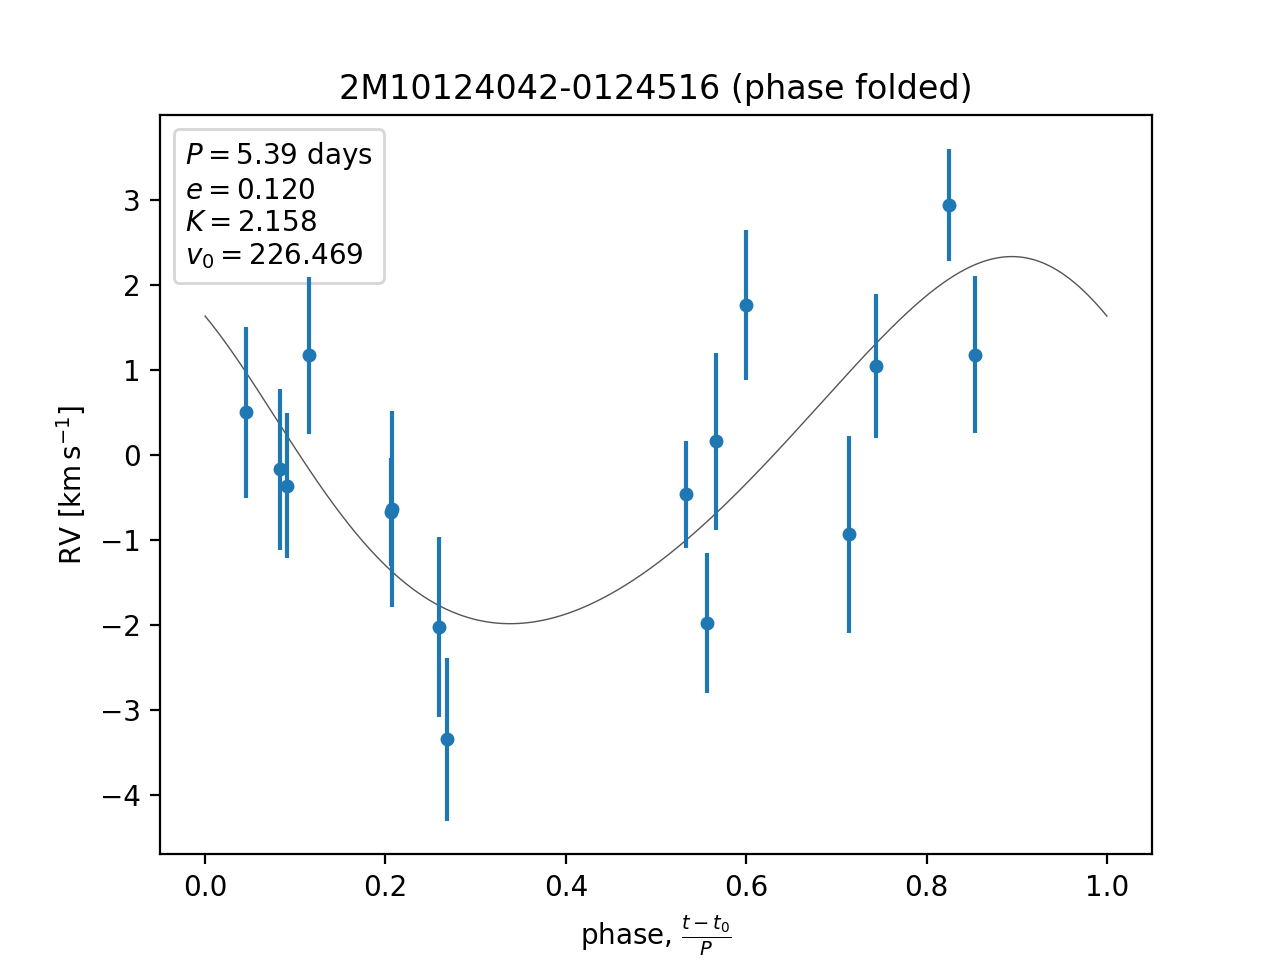 2M10124042-0124516 (phase folded)
P = 5.39 days
e = 0.120
K = 2.158
v₀ = 226.469
3
2
1
0
−1
−2
−3
−4
RV [km s⁻¹]
0.0 0.2 0.4 0.6 0.8 1.0
phase, (t − t₀)/P